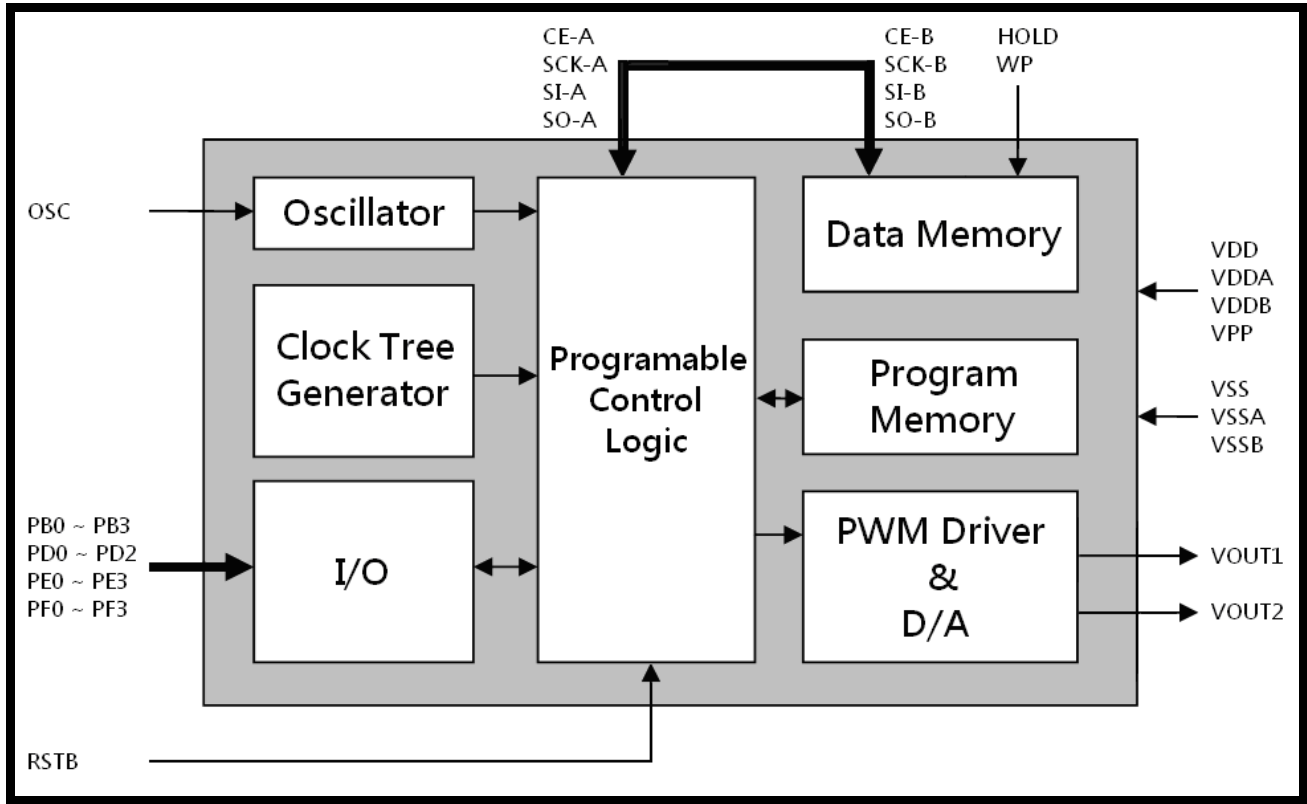 CE-A
SCK-A
SI-A
SO-A
CE-B
SCK-B
SI-B
SO-B
HOLD
WP
OSC
Oscillator
Clock Tree
Generator
PB0 ~ PB3
PD0 ~ PD2
PE0 ~ PE3
PF0 ~ PF3
I/O
RSTB
Programable
Control
Logic
Data Memory
Program
Memory
PWM Driver
&
D/A
VDD
VDDA
VDDB
VPP
VSS
VSSA
VSSB
VOUT1
VOUT2